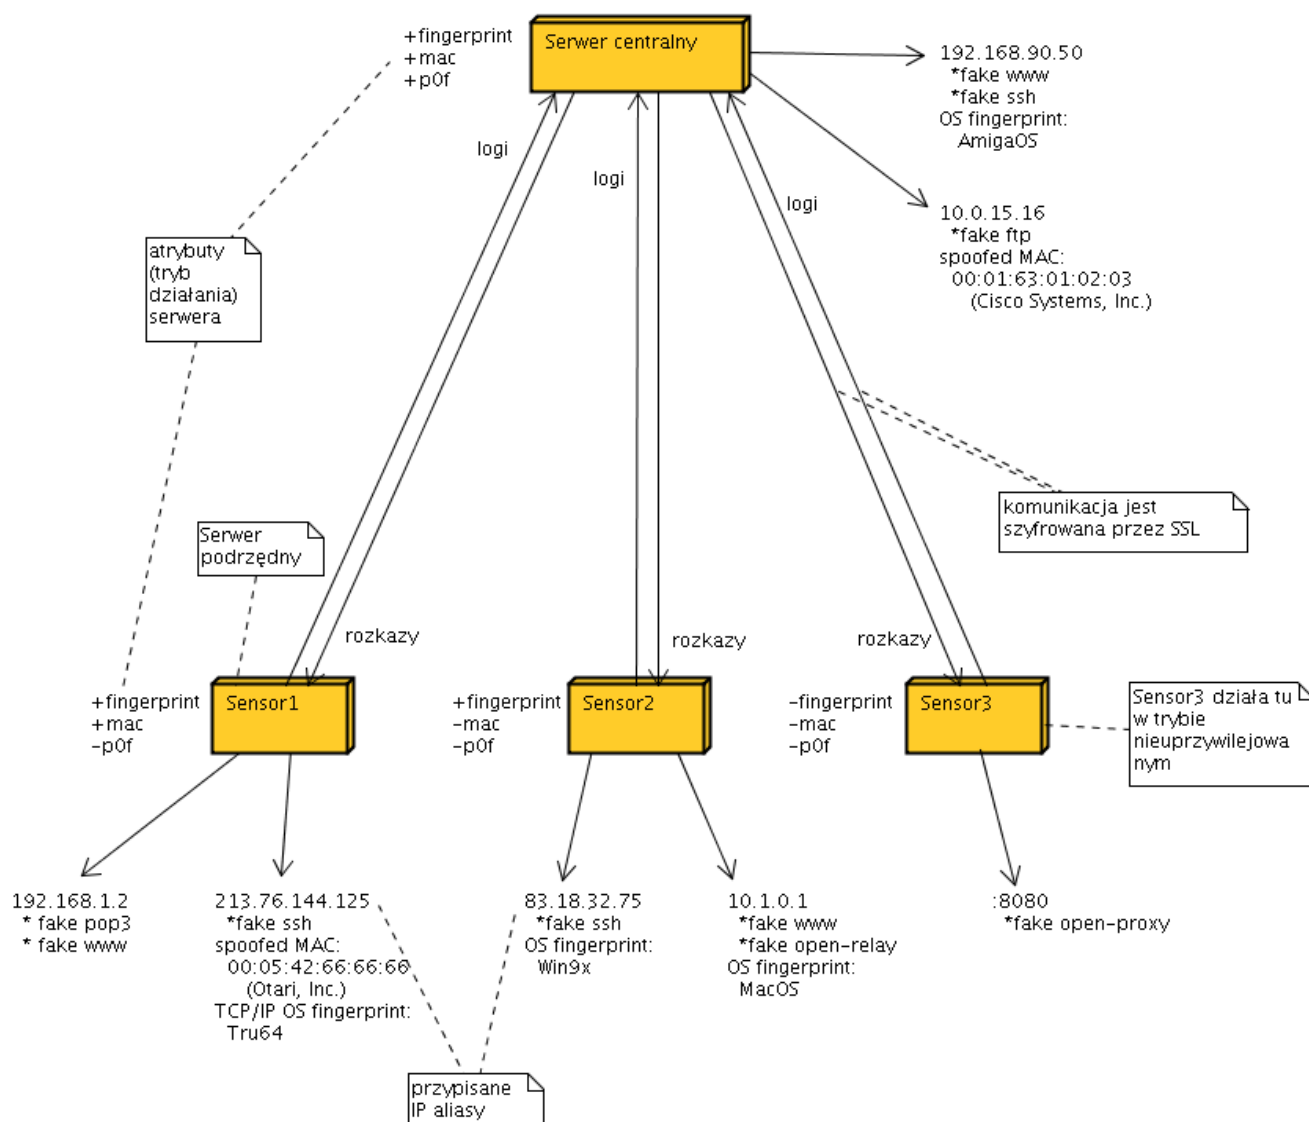 +fingerprint
+mac
+p0f
Serwer centralny
192.168.90.50
*fake www
*fake ssh
OS fingerprint:
AmigaOS
logi
logi
logi
10.0.15.16
*fake ftp
spoofed MAC:
00:01:63:01:02:03
(Cisco Systems, Inc.)
atrybuty
(tryb
działania)
serwera
komunikacja jest
szyfrowana przez SSL
Serwer
podrzędny
rozkazy
rozkazy
rozkazy
+fingerprint
+mac
-p0f
Sensor1
+fingerprint
-mac
-p0f
Sensor2
-fingerprint
-mac
-p0f
Sensor3
Sensor3 działa tu
w trybie
nieuprzywilejowa
nym
192.168.1.2
* fake pop3
* fake www
213.76.144.125
*fake ssh
spoofed MAC:
00:05:42:66:66:66
(Otari, Inc.)
TCP/IP OS fingerprint:
Tru64
83.18.32.75
*fake ssh
OS fingerprint:
Win9x
10.1.0.1
*fake www
*fake open-relay
OS fingerprint:
MacOS
:8080
*fake open-proxy
przypisane
IP aliasy